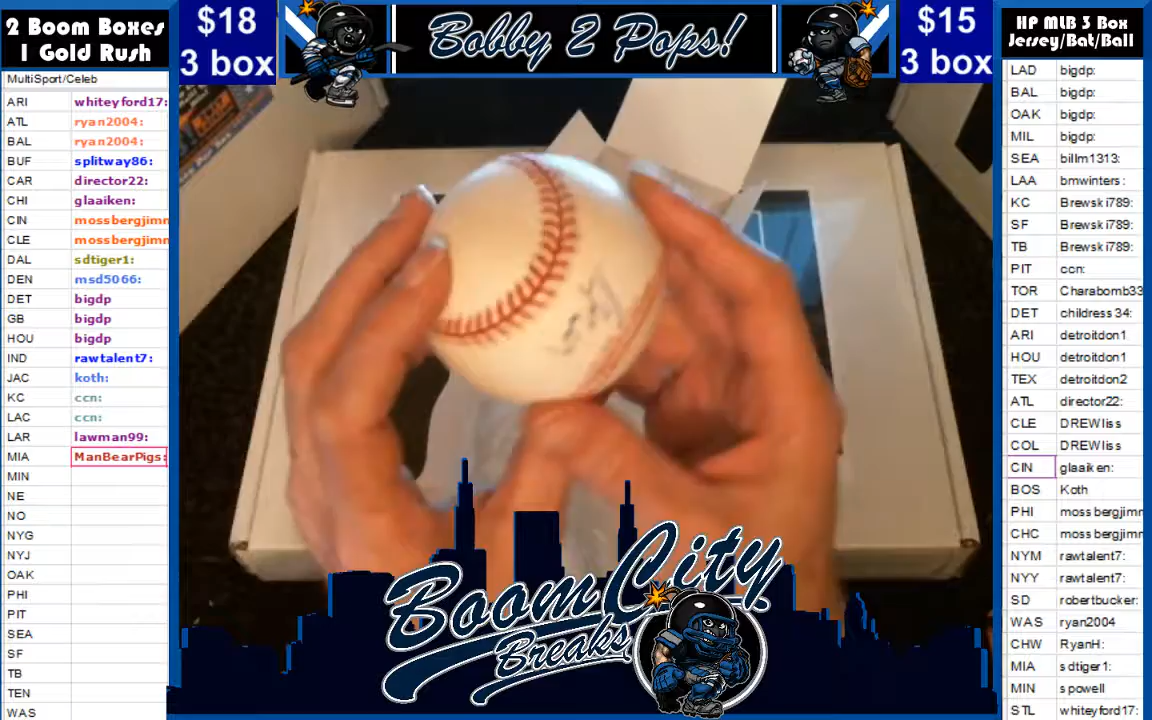 2 Boom Boxes
1 Gold Rush
MultiSport/Celeb
ARI whiteyford17:
ATL ryan2004:
BAL ryan2004:
BUF splitway86:
CAR director22:
CHI glaaiken:
CIN mossbergjimm
CLE mossbergjimm
DAL sdtiger1:
DEN msd5066:
DET bigdp
GB bigdp
HOU bigdp
IND rawtalent7:
JAC koth:
KC ccn:
LAC ccn:
LAR lawman99:
MIA ManBearPigs:
MIN
NE
NO
NYG
NYJ
OAK
PHI
PIT
SEA
SF
TB
TEN
WAS
$18
3 box
Bobby 2 Pops!
$15
3 box
Boom City
Breaks
HP MLB 3 Box
Jersey/Bat/Ball
LAD bigdp:
BAL bigdp:
OAK bigdp:
MIL bigdp:
SEA billm1313:
LAA bmwinters:
KC Brewski789:
SF Brewski789:
TB Brewski789:
PIT ccn:
TOR Charabomb33
DET childress34:
ARI detroitdon1
HOU detroitdon1
TEX detroitdon2
ATL director22:
CLE DREWliss
COL DREWliss
CIN glaaiken:
BOS Koth
PHI mossbergjimm
CHC mossbergjimm
NYM rawtalent7:
NYY rawtalent7:
SD robertbucker:
WAS ryan2004
CHW RyanH:
MIA sdtiger1:
MIN spowell
STL whiteyford17: